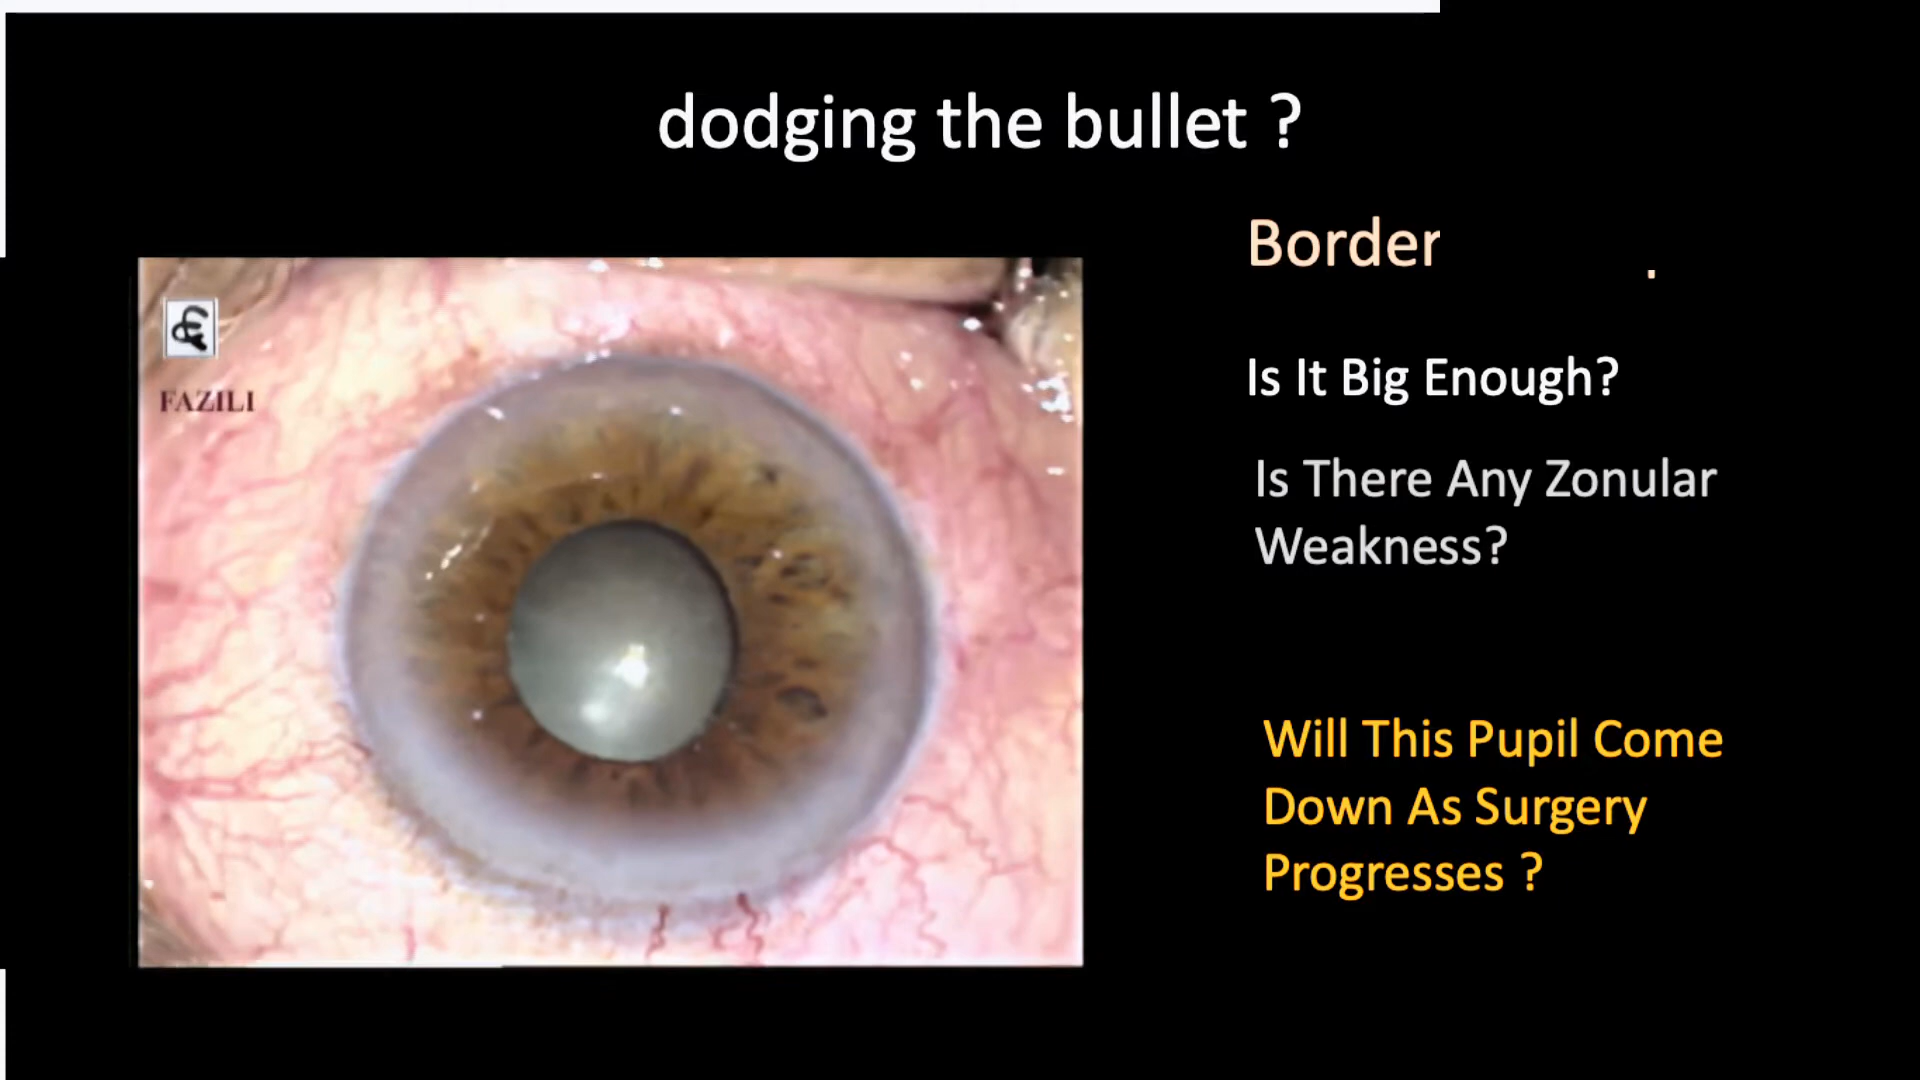 dodging the bullet ?
Border
FAZILI
Is It Big Enough?
Is There Any Zonular
Weakness?
Will This Pupil Come
Down As Surgery
Progresses ?